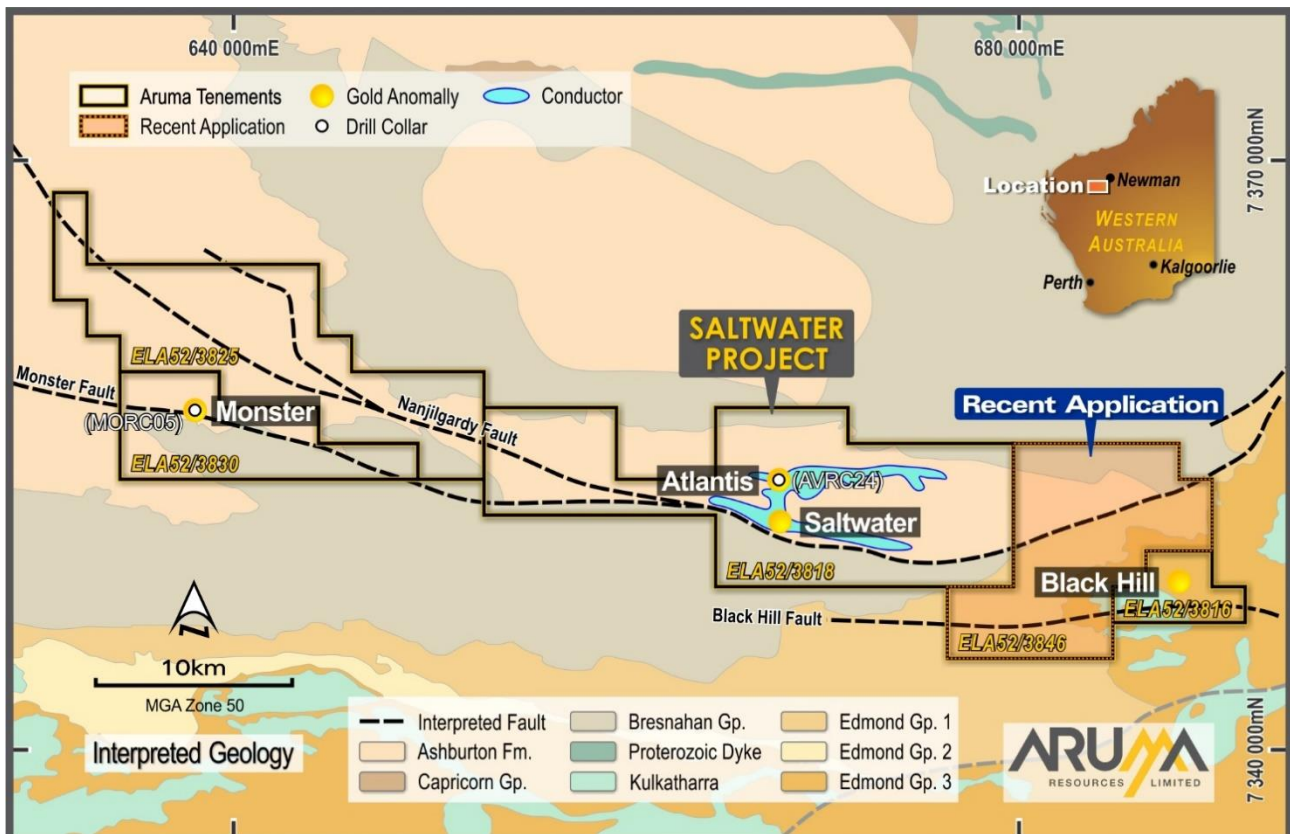 640 000mE
680 000mE
Aruma Tenements
Gold Anomally
Conductor
Recent Application
Drill Collar
7 370 000mN
Location
Newman
WESTERN
AUSTRALIA
Kalgoorlie
Perth
SALTWATER
PROJECT
ELA52/3825
Monster Fault
(MORC05)
Monster
Nanjilgardy Fault
ELA52/3830
Recent Application
Atlantis
(AVRC24)
Saltwater
ELA52/3818
Black Hill
ELA52/3816
Black Hill Fault
ELA52/3846
N
10km
MGA Zone 50
Interpreted Geology
Interpreted Fault
Bresnahan Gp.
Edmond Gp. 1
Ashburton Fm.
Proterozoic Dyke
Edmond Gp. 2
Capricorn Gp.
Kulkatharra
Edmond Gp. 3
ARUMA
RESOURCES LIMITED
7 340 000mN